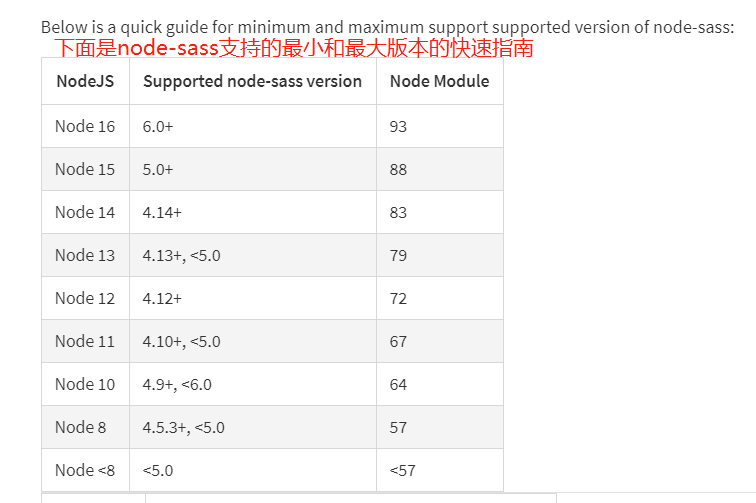 Below is a quick guide for minimum and maximum support supported version of node-sass:
下面是node-sass支持的最小和最大版本的快速指南
NodeJS Supported node-sass version Node Module
Node 16 6.0+ 93
Node 15 5.0+ 88
Node 14 4.14+ 83
Node 13 4.13+, <5.0 79
Node 12 4.12+ 72
Node 11 4.10+, <5.0 67
Node 10 4.9+, <6.0 64
Node 8 4.5.3+, <5.0 57
Node <8 <5.0 <57